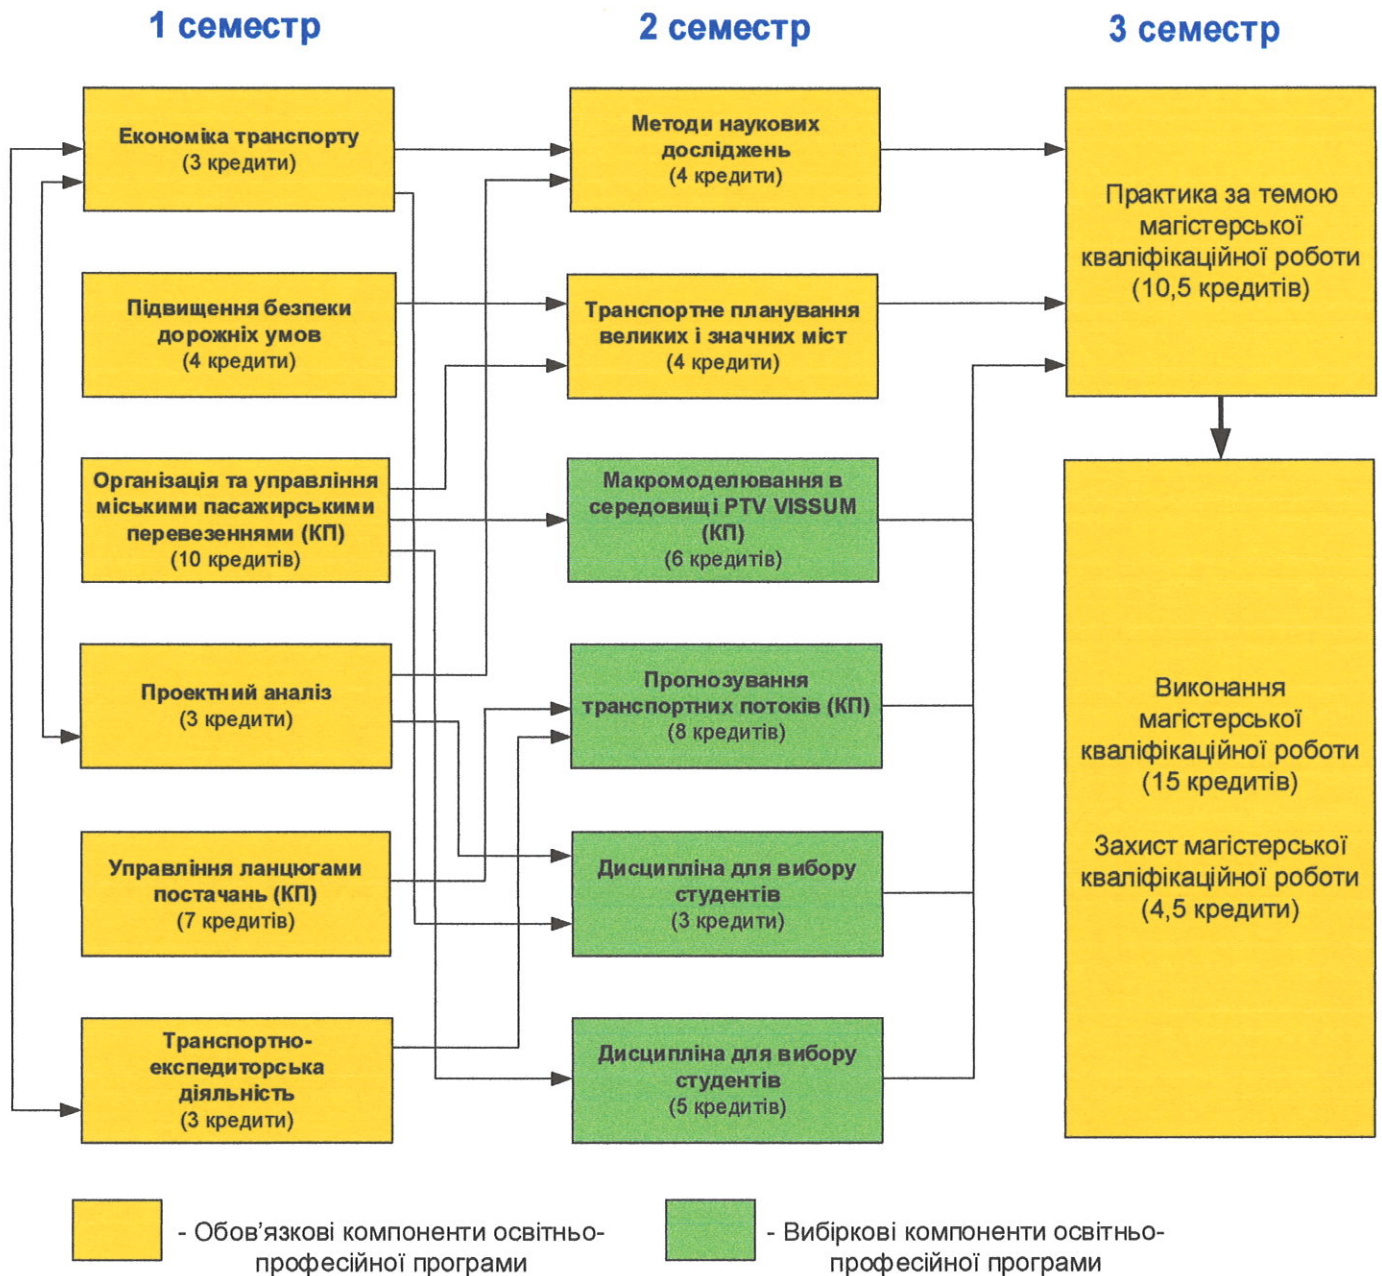 1 семестр
2 семестр
3 семестр
Економіка транспорту
(3 кредити)
Підвищення безпеки
дорожніх умов
(4 кредити)
Організація та управління
міськими пасажирськими
перевезеннями (КП)
(10 кредитів)
Проектний аналіз
(3 кредити)
Управління ланцюгами
постачань (КП)
(7 кредитів)
Транспортно-
експедиторська
діяльність
(3 кредити)
Методи наукових
досліджень
(4 кредити)
Транспортне планування
великих і значних міст
(4 кредити)
Макромоделювання в
середовищі PTV VISSUM
(КП)
(6 кредитів)
Прогнозування
транспортних потоків (КП)
(8 кредитів)
Дисципліна для вибору
студентів
(3 кредити)
Дисципліна для вибору
студентів
(5 кредитів)
Практика за темою
магістерської
кваліфікаційної роботи
(10,5 кредитів)
Виконання
магістерської
кваліфікаційної роботи
(15 кредитів)
Захист магістерської
кваліфікаційної роботи
(4,5 кредити)
- Обов’язкові компоненти освітньо-
професійної програми
- Вибіркові компоненти освітньо-
професійної програми